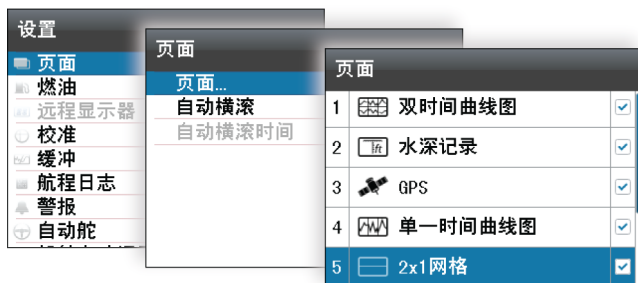 设置
页面
燃油
远程显示器
校准
缓冲
航程日志
警报
自动舵
页面
页面...
自动横滚
自动横滚时间
页面
1 双时间曲线图
2 ft 水深记录
3 GPS
4 单一时间曲线图
5 2x1网格